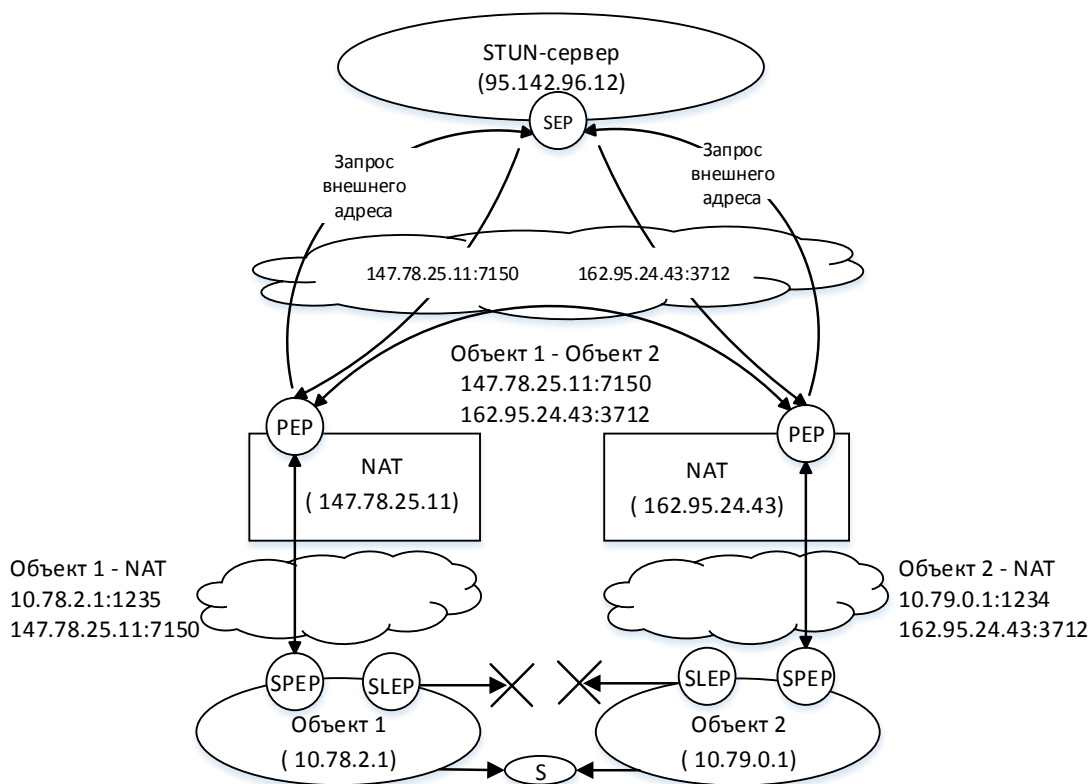 STUN-сервер
(95.142.96.12)
SEP
Запрос
внешнего
адреса
Запрос
внешнего
адреса
147.78.25.11:7150
162.95.24.43:3712
Объект 1 - Объект 2
147.78.25.11:7150
162.95.24.43:3712
PEP
PEP
NAT
( 147.78.25.11)
NAT
( 162.95.24.43)
Объект 1 - NAT
10.78.2.1:1235
147.78.25.11:7150
Объект 2 - NAT
10.79.0.1:1234
162.95.24.43:3712
SPEP
SLEP
SLEP
SPEP
Объект 1
( 10.78.2.1)
Объект 2
( 10.79.0.1)
S